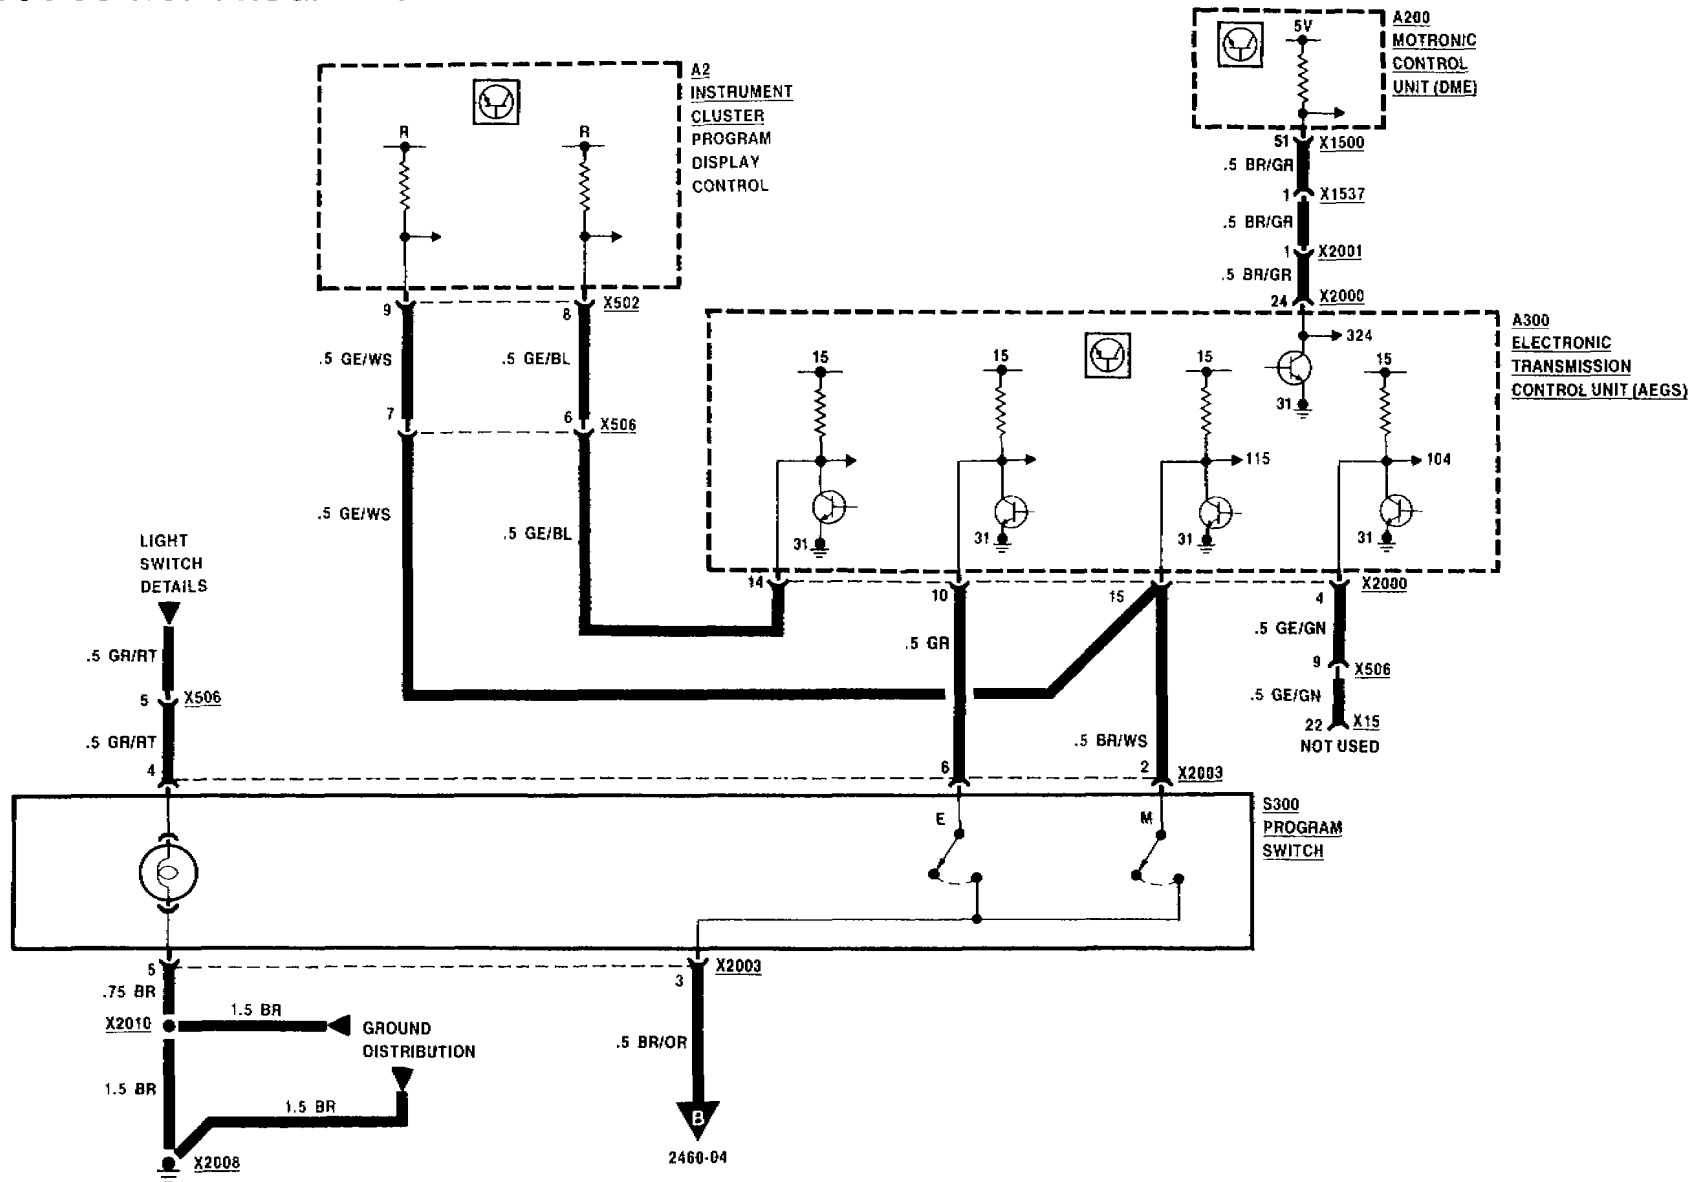 5V
A200
MOTRONIC
CONTROL
UNIT (DME)
A2
INSTRUMENT
CLUSTER
PROGRAM
DISPLAY
CONTROL
R
R
51
X1500
.5 BR/GR
1
X1537
.5 BR/GR
1
X2001
.5 BR/GR
24
X2000
9
8
X502
.5 GE/WS
.5 GE/BL
7
6
X506
.5 GE/WS
.5 GE/BL
A300
ELECTRONIC
TRANSMISSION
CONTROL UNIT (AEGS)
324
31
15
15
15
15
115
104
31
31
31
31
14
10
15
4
X2000
LIGHT
SWITCH
DETAILS
.5 GR/RT
5
X506
.5 GR/RT
4
.5 GR
.5 GE/GN
9
X506
.5 GE/GN
22
X15
NOT USED
.5 BR/WS
6
2
X2003
S300
PROGRAM
SWITCH
E
M
5
3
X2003
.75 BR
X2010
1.5 BR
GROUND
DISTRIBUTION
.5 BR/OR
1.5 BR
1.5 BR
B
X2008
2460-04